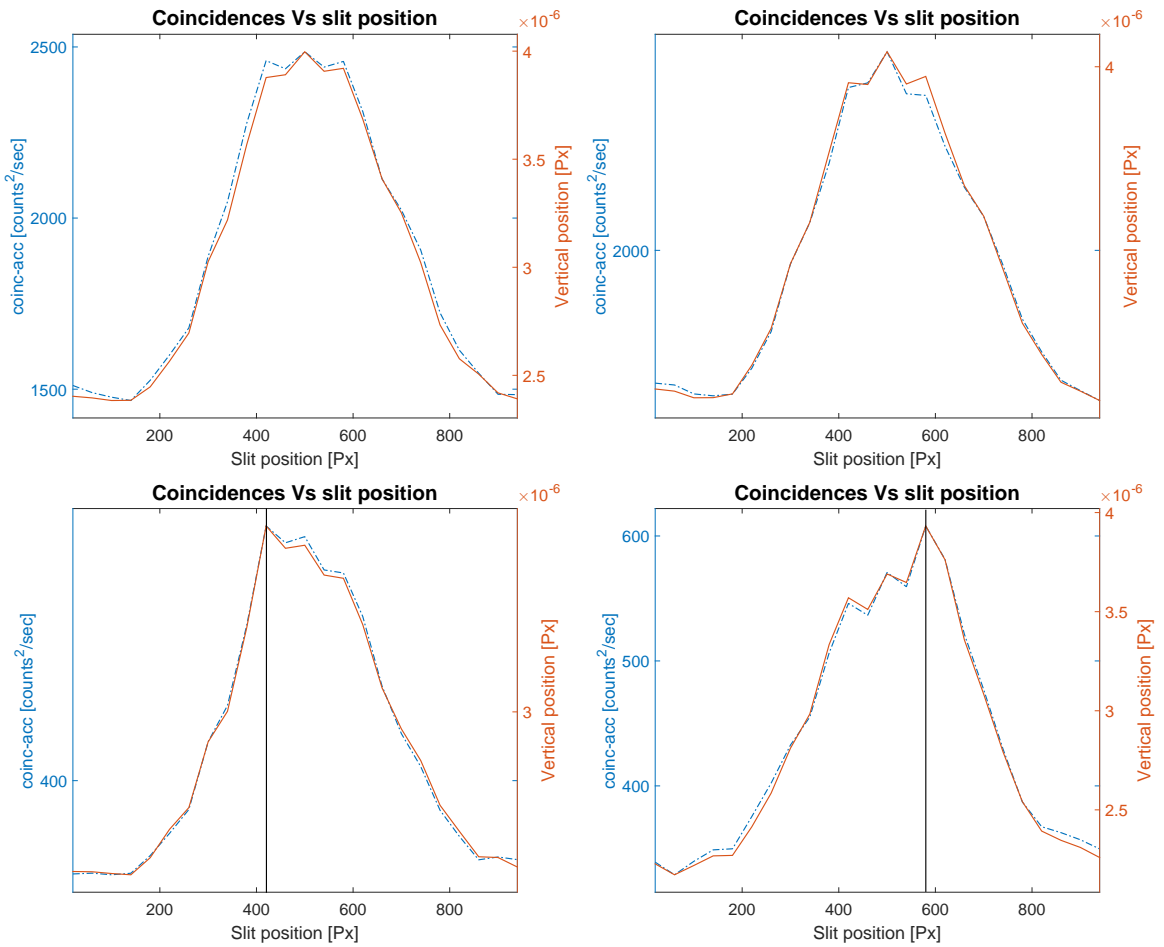 Coincidences Vs slit position
×10-6
2500
2000
1500
coinc-acc [counts2/sec]
4
3.5
3
2.5
Vertical position [Px]
200 400 600 800
Slit position [Px]
Coincidences Vs slit position
×10-6
2000
coinc-acc [counts2/sec]
4
3
Vertical position [Px]
200 400 600 800
Slit position [Px]
Coincidences Vs slit position
×10-6
400
coinc-acc [counts2/sec]
3
Vertical position [Px]
200 400 600 800
Slit position [Px]
Coincidences Vs slit position
×10-6
600
500
400
coinc-acc [counts2/sec]
4
3.5
3
2.5
Vertical position [Px]
200 400 600 800
Slit position [Px]